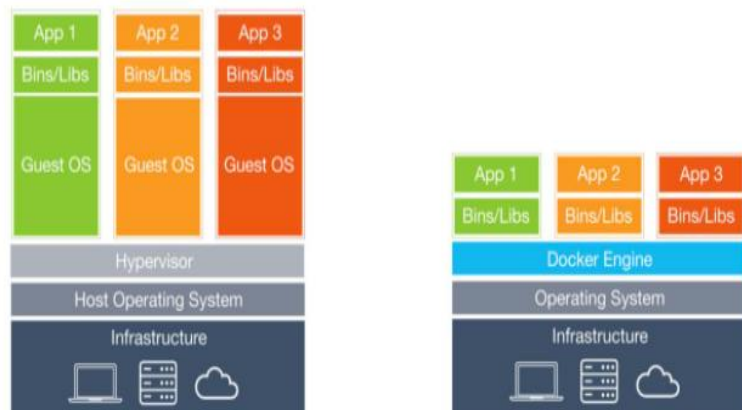 App 1
App 2
App 3
Bins/Libs
Bins/Libs
Bins/Libs
Guest OS
Guest OS
Guest OS
Hypervisor
Host Operating System
Infrastructure
App 1
App 2
App 3
Bins/Libs
Bins/Libs
Bins/Libs
Docker Engine
Operating System
Infrastructure